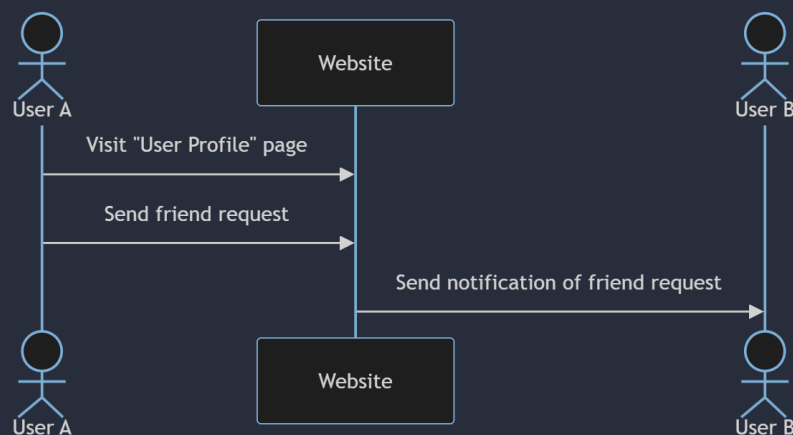 User A
Website
User B
Visit "User Profile" page
Send friend request
Send notification of friend request
User A
Website
User B